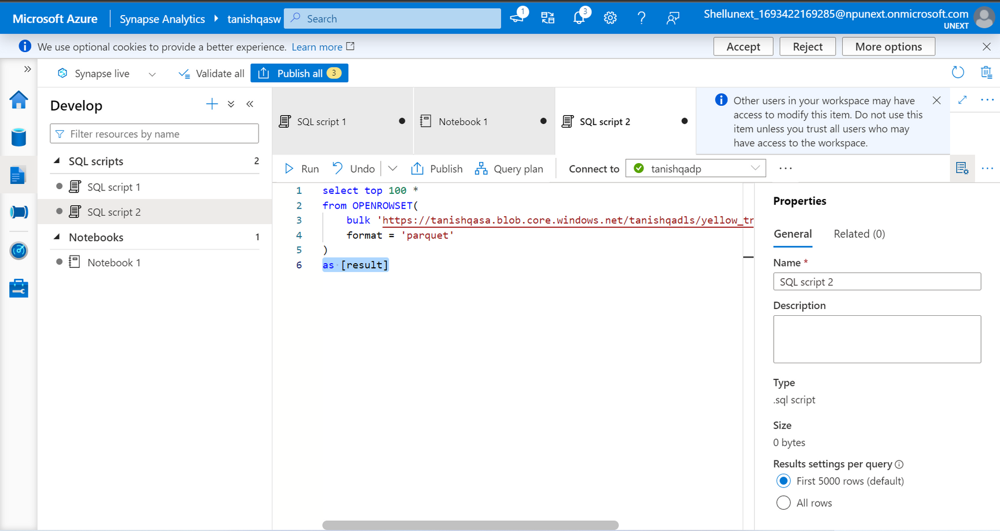 Microsoft Azure
Synapse Analytics
tanishqasw
Search
1
3
Shellunext_1693422169285@npunext.onmicrosoft.com
UNEXT
We use optional cookies to provide a better experience. Learn more
Accept
Reject
More options
Synapse live
Validate all
Publish all 3
Develop
Filter resources by name
SQL scripts 2
SQL script 1
SQL script 2
Notebooks 1
Notebook 1
SQL script 1
Notebook 1
SQL script 2
Other users in your workspace may have
access to modify this item. Do not use this
item unless you trust all users who may
have access to the workspace.
Run
Undo
Publish
Query plan
Connect to
tanishqadp
1 select top 100 *
2 from OPENROWSET(
3 bulk 'https://tanishqasa.blob.core.windows.net/tanishqadls/yellow_tr
4 format = 'parquet'
5 )
6 as [result]
Properties
General
Related (0)
Name *
SQL script 2
Description
Type
.sql script
Size
0 bytes
Results settings per query
First 5000 rows (default)
All rows